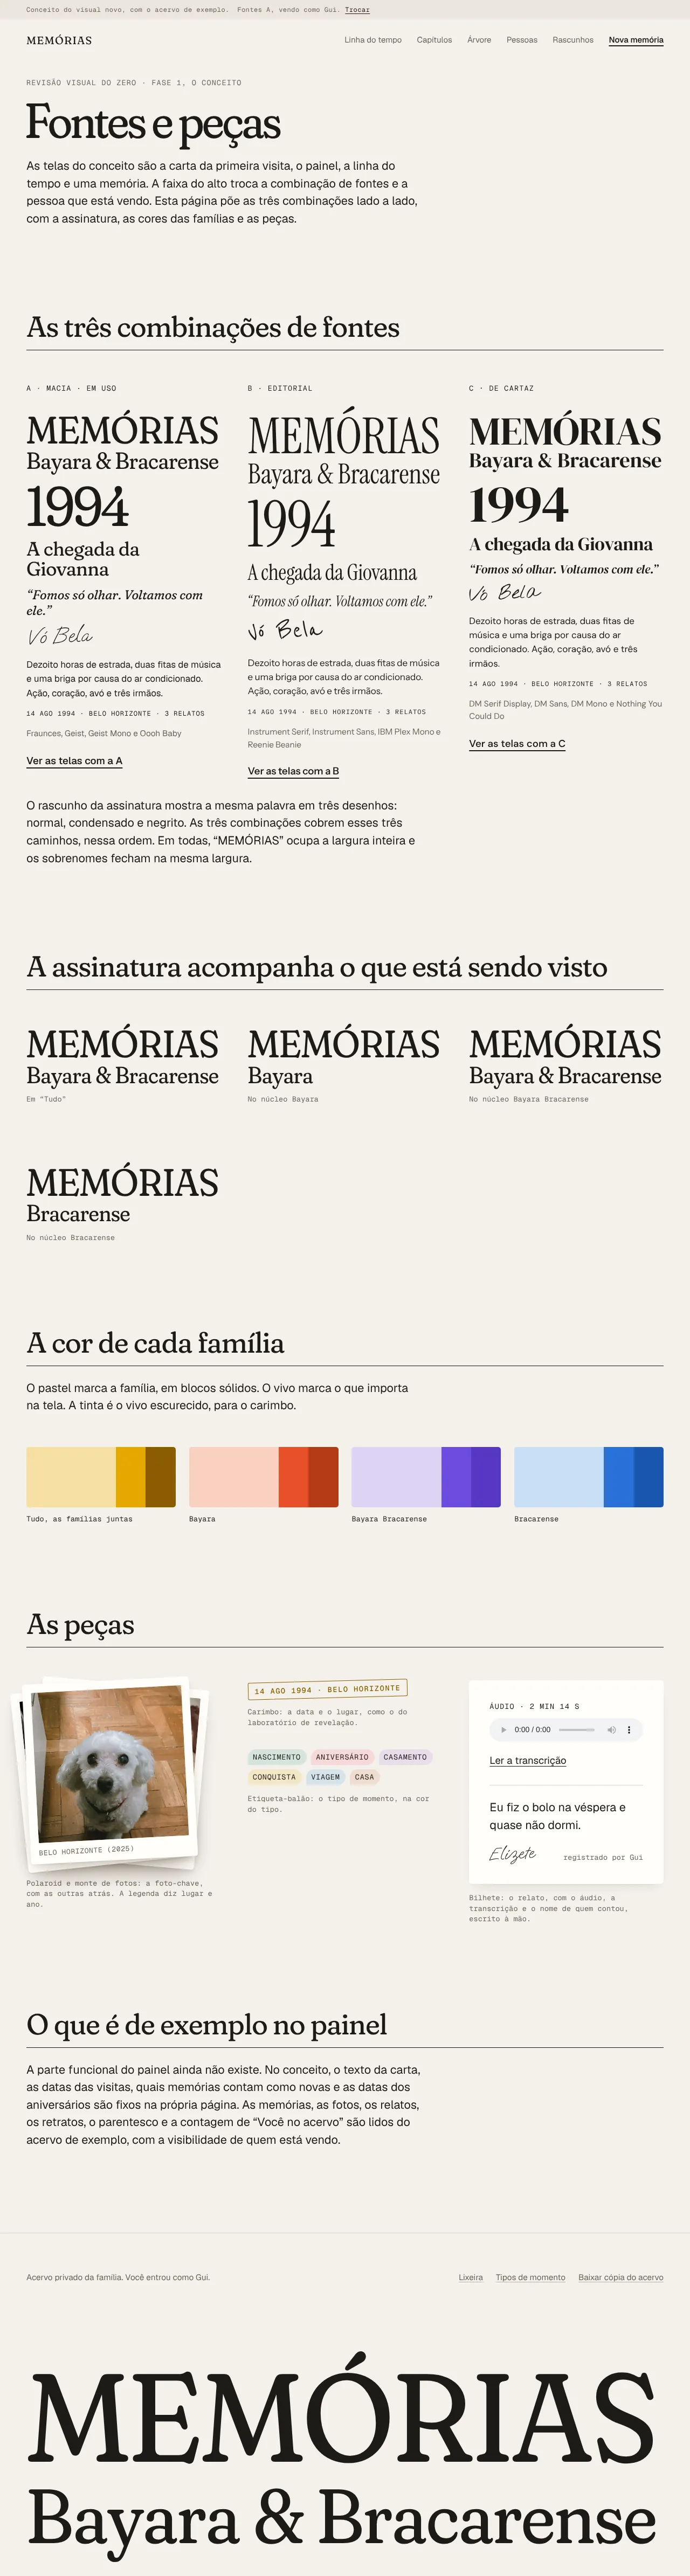 Conceito do visual novo, com o acervo de exemplo. Fontes A, vendo como Gui. Trocar
MEMÓRIAS
Linha do tempo Capítulos Árvore Pessoas Rascunhos Nova memória
REVISÃO VISUAL DO ZERO · FASE 1, O CONCEITO
Fontes e peças
As telas do conceito são a carta da primeira visita, o painel, a linha do
tempo e uma memória. A faixa do alto troca a combinação de fontes e a
pessoa que está vendo. Esta página põe as três combinações lado a lado,
com a assinatura, as cores das famílias e as peças.
As três combinações de fontes
A · MACIA · EM USO
MEMÓRIAS
Bayara & Bracarense
1994
A chegada da
Giovanna
“Fomos só olhar. Voltamos com
ele.”
Vó Bela
Dezoito horas de estrada, duas fitas de música
e uma briga por causa do ar condicionado.
Ação, coração, avó e três irmãos.
14 AGO 1994 · BELO HORIZONTE · 3 RELATOS
Fraunces, Geist, Geist Mono e Oooh Baby
Ver as telas com a A
B · EDITORIAL
MEMÓRIAS
Bayara & Bracarense
1994
A chegada da Giovanna
“Fomos só olhar. Voltamos com ele.”
Vó Bela
Dezoito horas de estrada, duas fitas de música
e uma briga por causa do ar condicionado.
Ação, coração, avó e três irmãos.
14 AGO 1994 · BELO HORIZONTE · 3 RELATOS
Instrument Serif, Instrument Sans, IBM Plex Mono e
Reenie Beanie
Ver as telas com a B
C · DE CARTAZ
MEMÓRIAS
Bayara & Bracarense
1994
A chegada da Giovanna
“Fomos só olhar. Voltamos com ele.”
Vó Bela
Dezoito horas de estrada, duas fitas de
música e uma briga por causa do ar
condicionado. Ação, coração, avó e três
irmãos.
14 AGO 1994 · BELO HORIZONTE · 3 RELATOS
DM Serif Display, DM Sans, DM Mono e Nothing You
Could Do
Ver as telas com a C
O rascunho da assinatura mostra a mesma palavra em três desenhos:
normal, condensado e negrito. As três combinações cobrem esses três
caminhos, nessa ordem. Em todas, “MEMÓRIAS” ocupa a largura inteira e
os sobrenomes fecham na mesma largura.
A assinatura acompanha o que está sendo visto
MEMÓRIAS
Bayara & Bracarense
Em “Tudo”
MEMÓRIAS
Bayara
No núcleo Bayara
MEMÓRIAS
Bayara & Bracarense
No núcleo Bayara Bracarense
MEMÓRIAS
Bracarense
No núcleo Bracarense
A cor de cada família
O pastel marca a família, em blocos sólidos. O vivo marca o que importa
na tela. A tinta é o vivo escurecido, para o carimbo.
Tudo, as famílias juntas
Bayara
Bayara Bracarense
Bracarense
As peças
BELO HORIZONTE (2025)
Polaroid e monte de fotos: a foto-chave,
com as outras atrás. A legenda diz lugar e
ano.
14 AGO 1994 · BELO HORIZONTE
Carimbo: a data e o lugar, como o do
laboratório de revelação.
NASCIMENTO ANIVERSÁRIO CASAMENTO
CONQUISTA VIAGEM CASA
Etiqueta-balão: o tipo de momento, na cor
do tipo.
ÁUDIO · 2 MIN 14 S
0:00 / 0:00
Ler a transcrição
Eu fiz o bolo na véspera e
quase não dormi.
Elizete
registrado por Gui
Bilhete: o relato, com o áudio, a
transcrição e o nome de quem contou,
escrito à mão.
O que é de exemplo no painel
A parte funcional do painel ainda não existe. No conceito, o texto da carta,
as datas das visitas, quais memórias contam como novas e as datas dos
aniversários são fixos na própria página. As memórias, as fotos, os relatos,
os retratos, o parentesco e a contagem de “Você no acervo” são lidos do
acervo de exemplo, com a visibilidade de quem está vendo.
Acervo privado da família. Você entrou como Gui.
Lixeira Tipos de momento Baixar cópia do acervo
MEMÓRIAS
Bayara & Bracarense